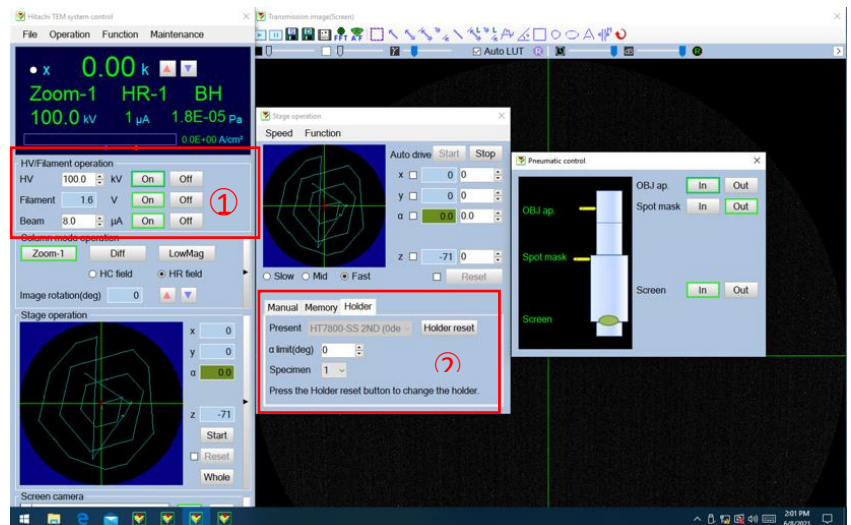 Hitachi TEM system control
File Operation Function Maintenance
x 0.00 k
Zoom-1 HR-1 BH
100.0 kV 1 μA 1.8E-05 Pa
0.0E+00 A/cm²
HV/Filament operation
HV 100.0 kV On Off
Filament 1.6 V On Off
Beam 8.0 μA On Off
①
Column mode operation
Zoom-1 Diff LowMag
HC field HR field
Image rotation(deg) 0
Stage operation
x 0
y 0
α 0.0
z -71
Start
Reset
Whole
Screen camera
Transmission image(Screen)
Auto LUT
Stage operation
Speed Function
Auto drive Start Stop
x 0 0
y 0 0
α 0.0 0.0
z -71 0
Slow Mid Fast Reset
Manual Memory Holder
Present HT7800-SS 2ND (0de Holder reset
α limit(deg) 0
Specimen 1
②
Press the Holder reset button to change the holder.
Pneumatic control
OBJ ap.
Spot mask
Screen
OBJ ap. In Out
Spot mask In Out
Screen In Out
2:01 PM
6/8/2021